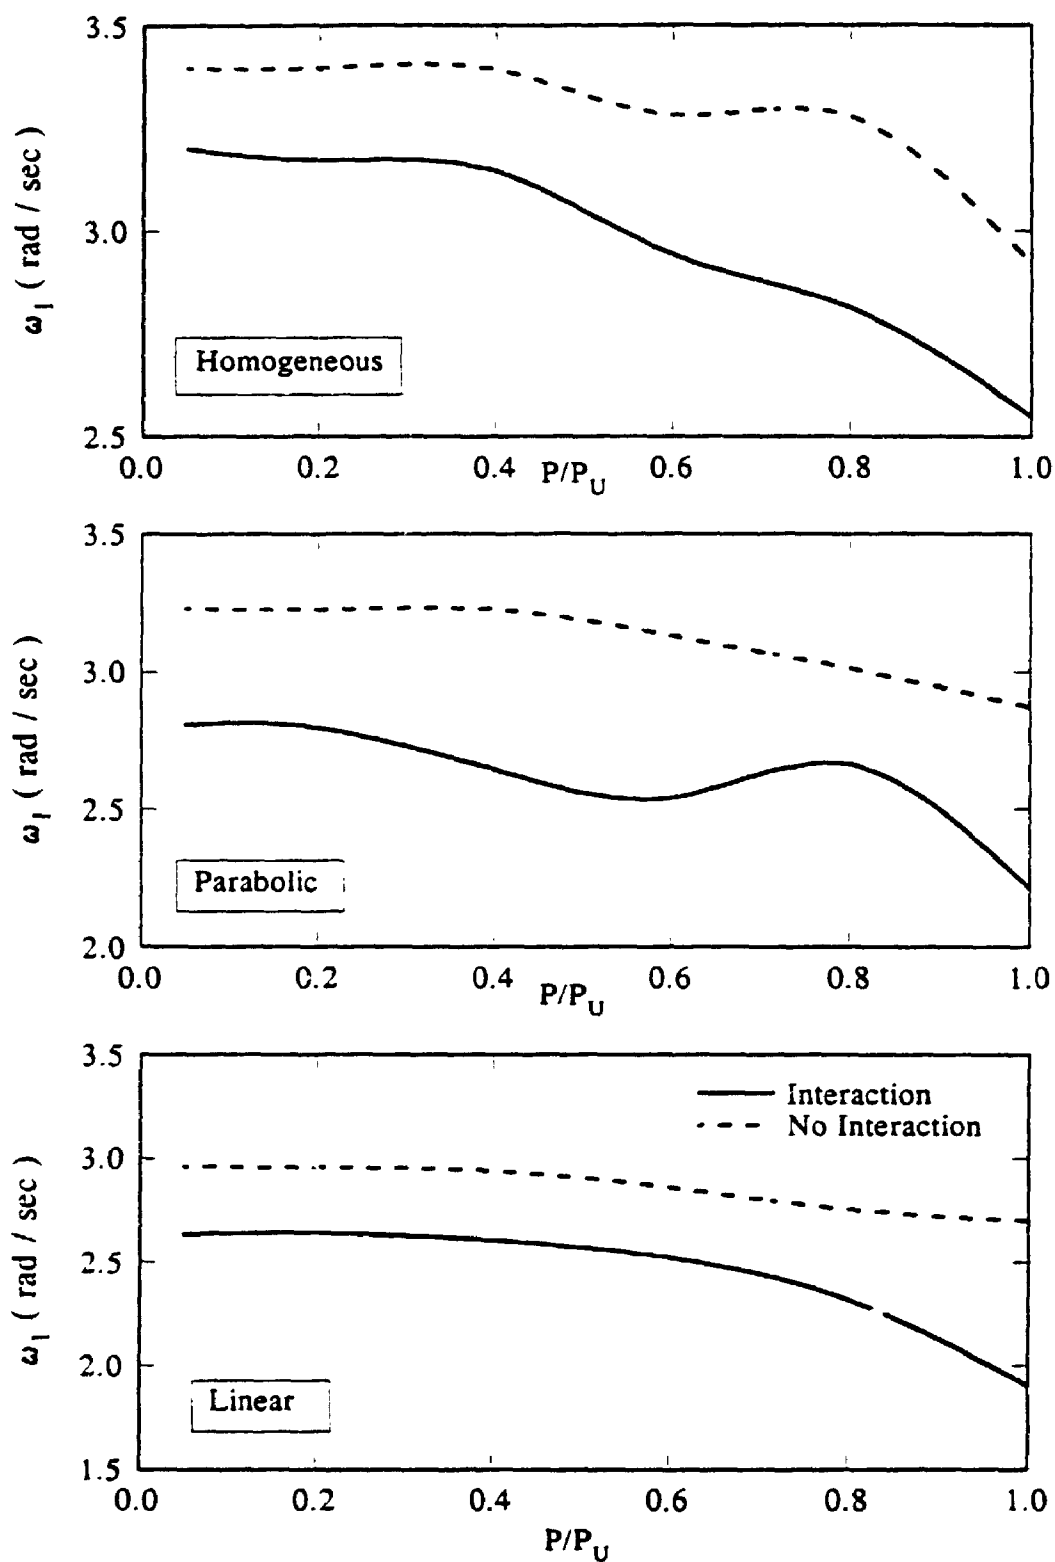 3.5
3.0
2.5
ω1 ( rad / sec )
Homogeneous
0.0 0.2 0.4 0.6 0.8 1.0
P/PU
3.5
3.0
2.5
2.0
ω1 ( rad / sec )
Parabolic
0.0 0.2 0.4 0.6 0.8 1.0
P/PU
3.5
3.0
2.5
2.0
1.5
ω1 ( rad / sec )
Interaction
No Interaction
Linear
0.0 0.2 0.4 0.6 0.8 1.0
P/PU